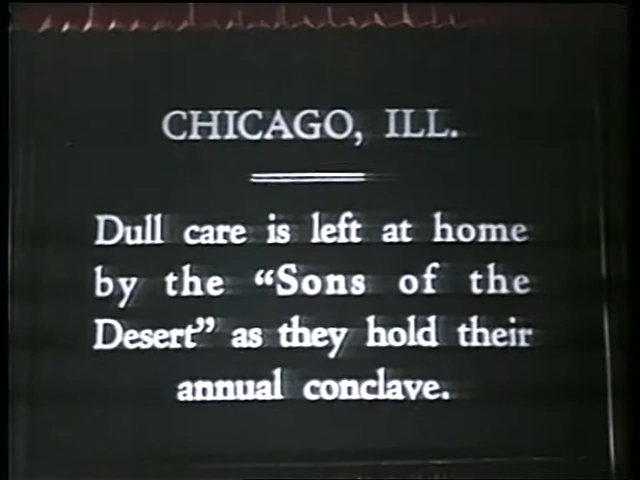 CHICAGO, ILL.
Dull care is left at home
by the “Sons of the
Desert” as they hold their
annual conclave.